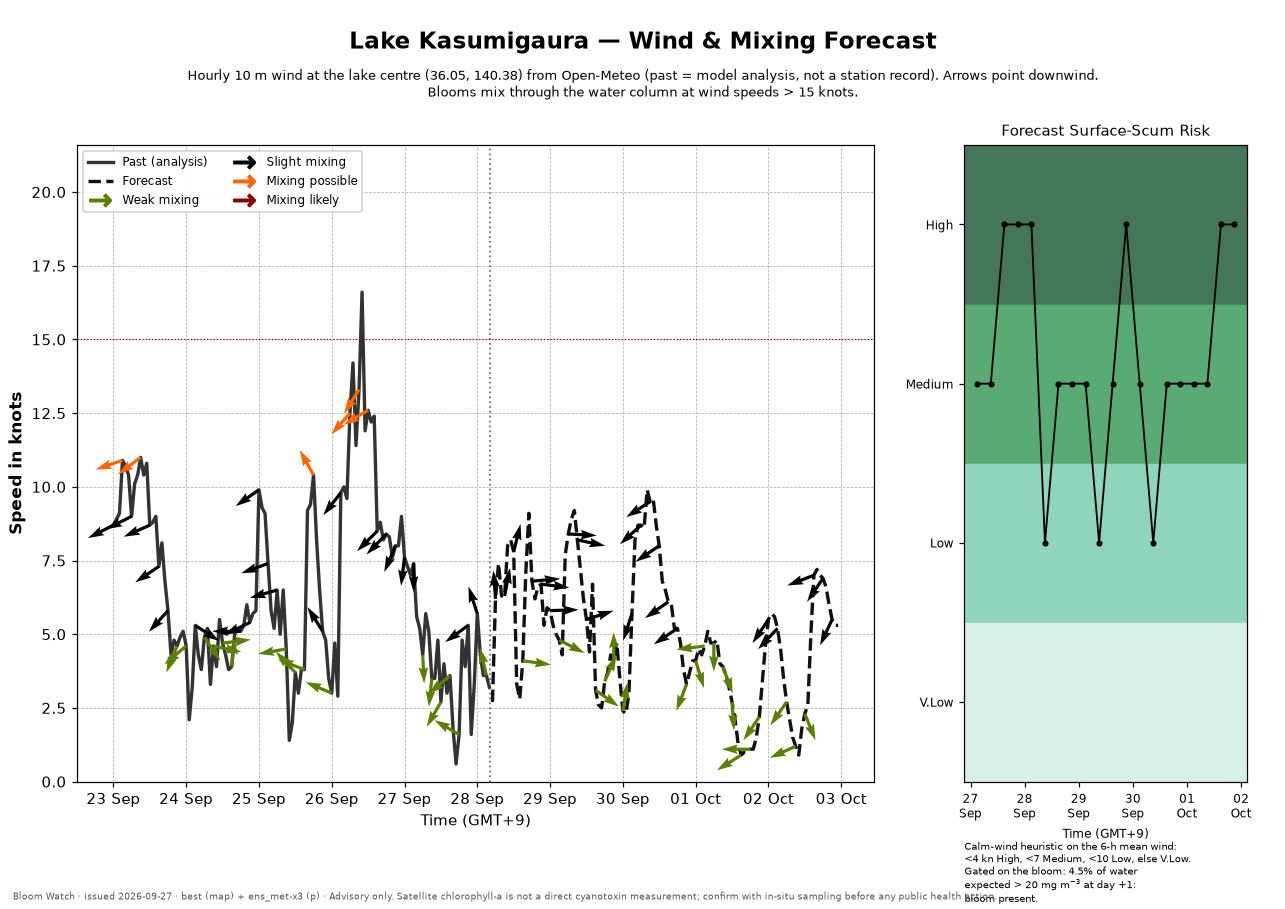 Lake Kasumigaura — Wind & Mixing Forecast
Hourly 10 m wind at the lake centre (36.05, 140.38) from Open-Meteo (past = model analysis, not a station record). Arrows point downwind.
Blooms mix through the water column at wind speeds > 15 knots.
Past (analysis)
Forecast
Weak mixing
Slight mixing
Mixing possible
Mixing likely
Speed in knots
20.0
17.5
15.0
12.5
10.0
7.5
5.0
2.5
0.0
23 Sep 24 Sep 25 Sep 26 Sep 27 Sep 28 Sep 29 Sep 30 Sep 01 Oct 02 Oct 03 Oct
Time (GMT+9)
Forecast Surface-Scum Risk
High
Medium
Low
V.Low
27 28 29 30 01 02
Sep Sep Sep Sep Oct Oct
Time (GMT+9)
Calm-wind heuristic on the 6-h mean wind:
<4 kn High, <7 Medium, <10 Low, else V.Low.
Gated on the bloom: 4.5% of water
expected > 20 mg m⁻³ at day +1:
bloom present.
Bloom Watch · issued 2026-09-27 · best (map) + ens_met-x3 (p) · Advisory only. Satellite chlorophyll-a is not a direct cyanotoxin measurement; confirm with in-situ sampling before any public health action.